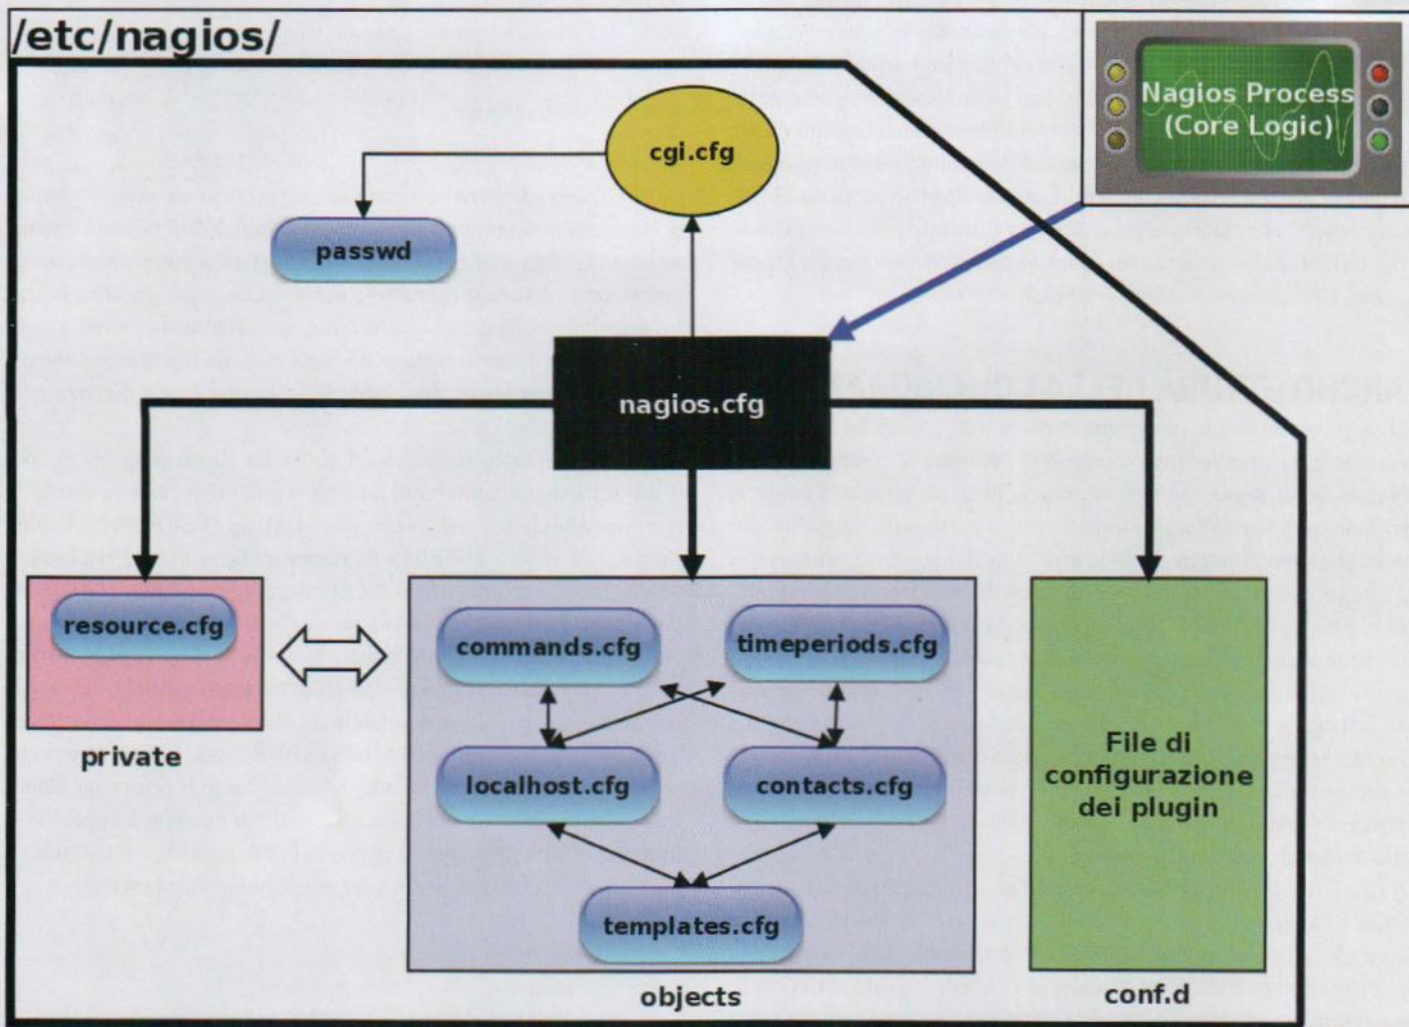 /etc/nagios/
Nagios Process
(Core Logic)
cgi.cfg
passwd
nagios.cfg
resource.cfg
commands.cfg
timeperiods.cfg
private
localhost.cfg
contacts.cfg
File di
configurazione
dei plugin
templates.cfg
objects
conf.d